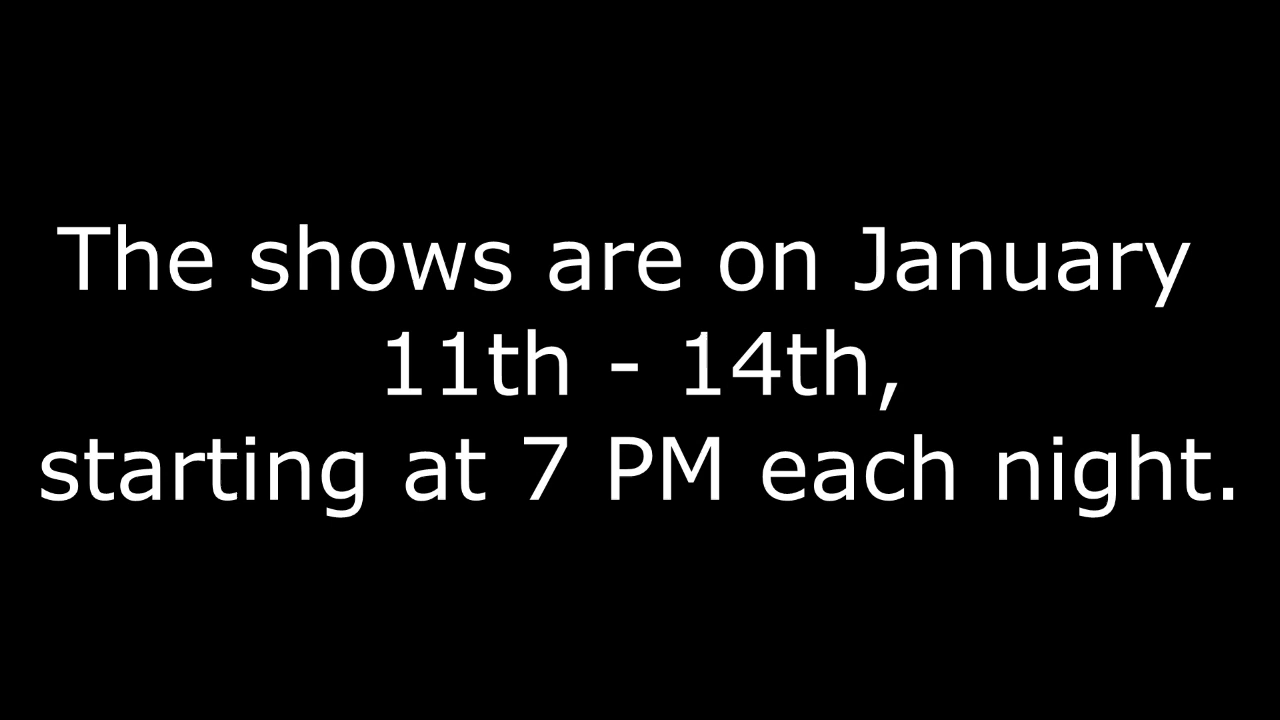 The shows are on January
11th - 14th,
starting at 7 PM each night.